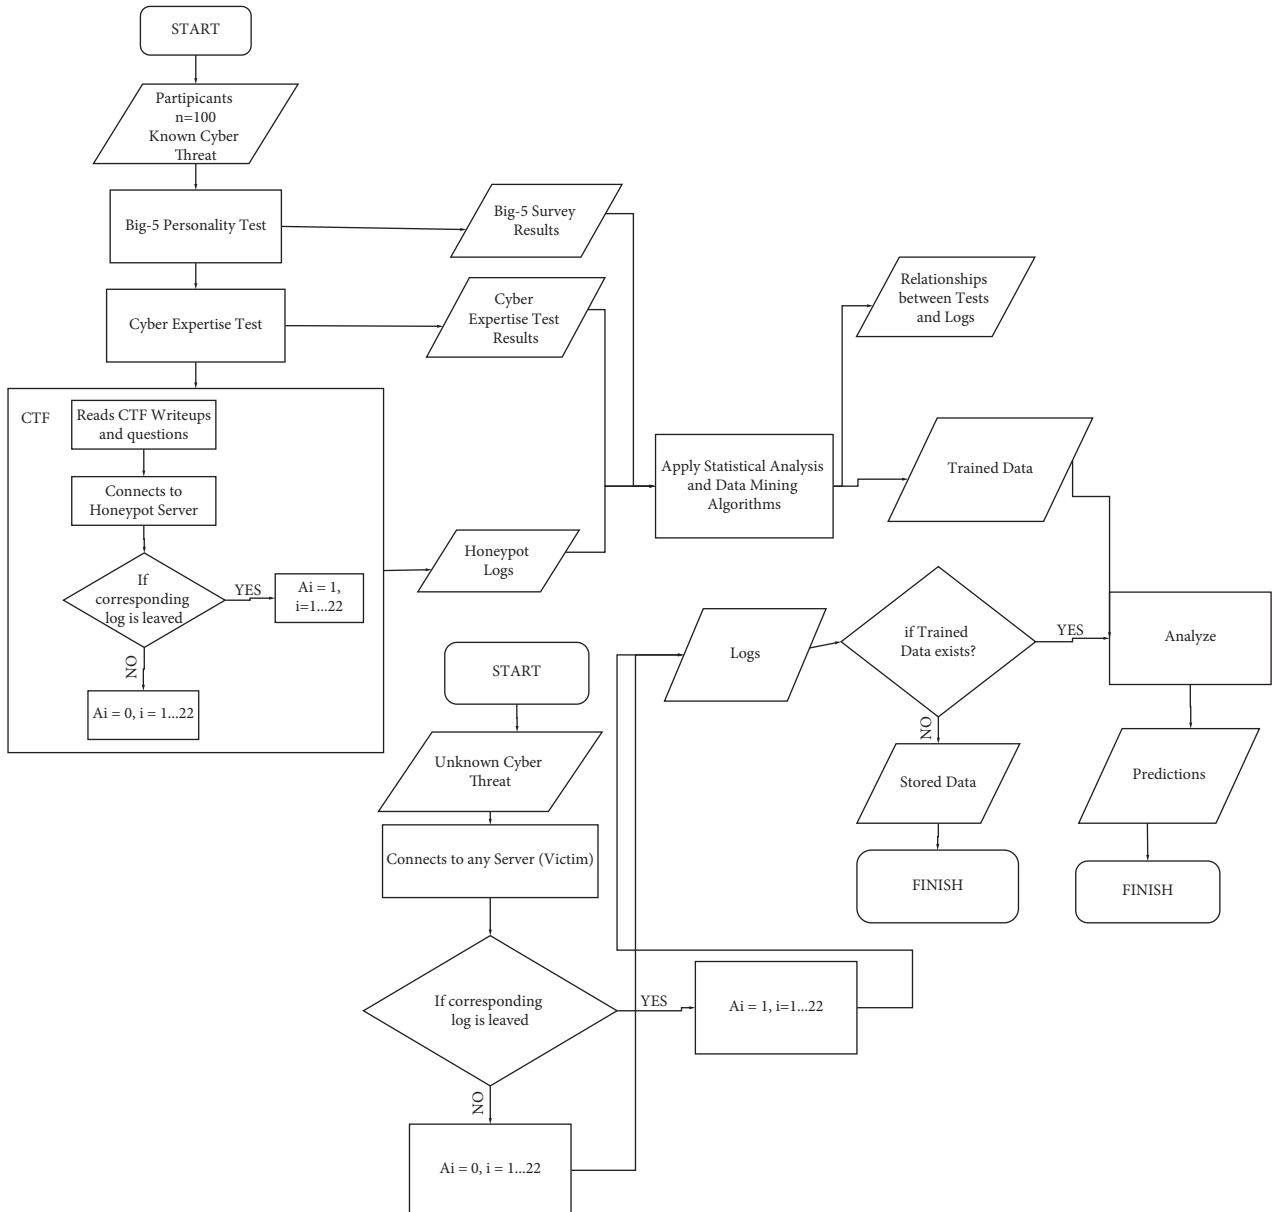 START
Partipicants
n=100
Known Cyber
Threat
Big-5 Personality Test
Big-5 Survey
Results
Cyber Expertise Test
Cyber
Expertise Test
Results
Relationships
between Tests
and Logs
CTF
Reads CTF Writeups
and questions
Connects to
Honeypot Server
If
corresponding
log is leaved
YES
Ai = 1,
i=1...22
NO
Ai = 0, i = 1...22
Honeypot
Logs
Apply Statistical Analysis
and Data Mining
Algorithms
Trained Data
START
Unknown Cyber
Threat
Connects to any Server (Victim)
If corresponding
log is leaved
YES
Ai = 1, i=1...22
NO
Ai = 0, i = 1...22
Logs
if Trained
Data exists?
YES
Analyze
NO
Stored Data
Predictions
FINISH
FINISH